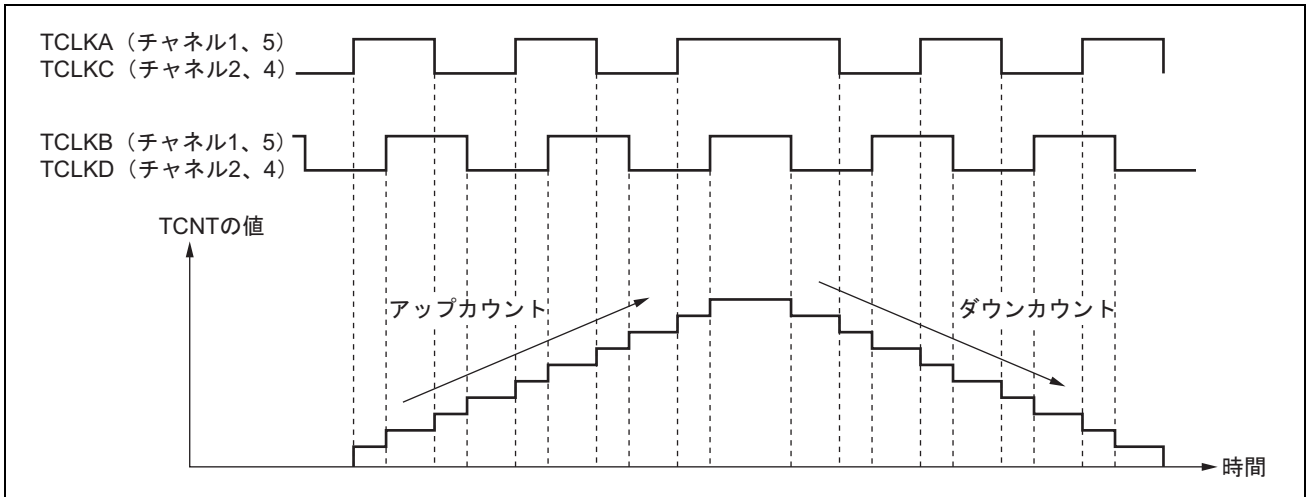 TCLKA（チャネル1、5）
TCLKC（チャネル2、4）
TCLKB（チャネル1、5）
TCLKD（チャネル2、4）
TCNTの値
アップカウント
ダウンカウント
時間